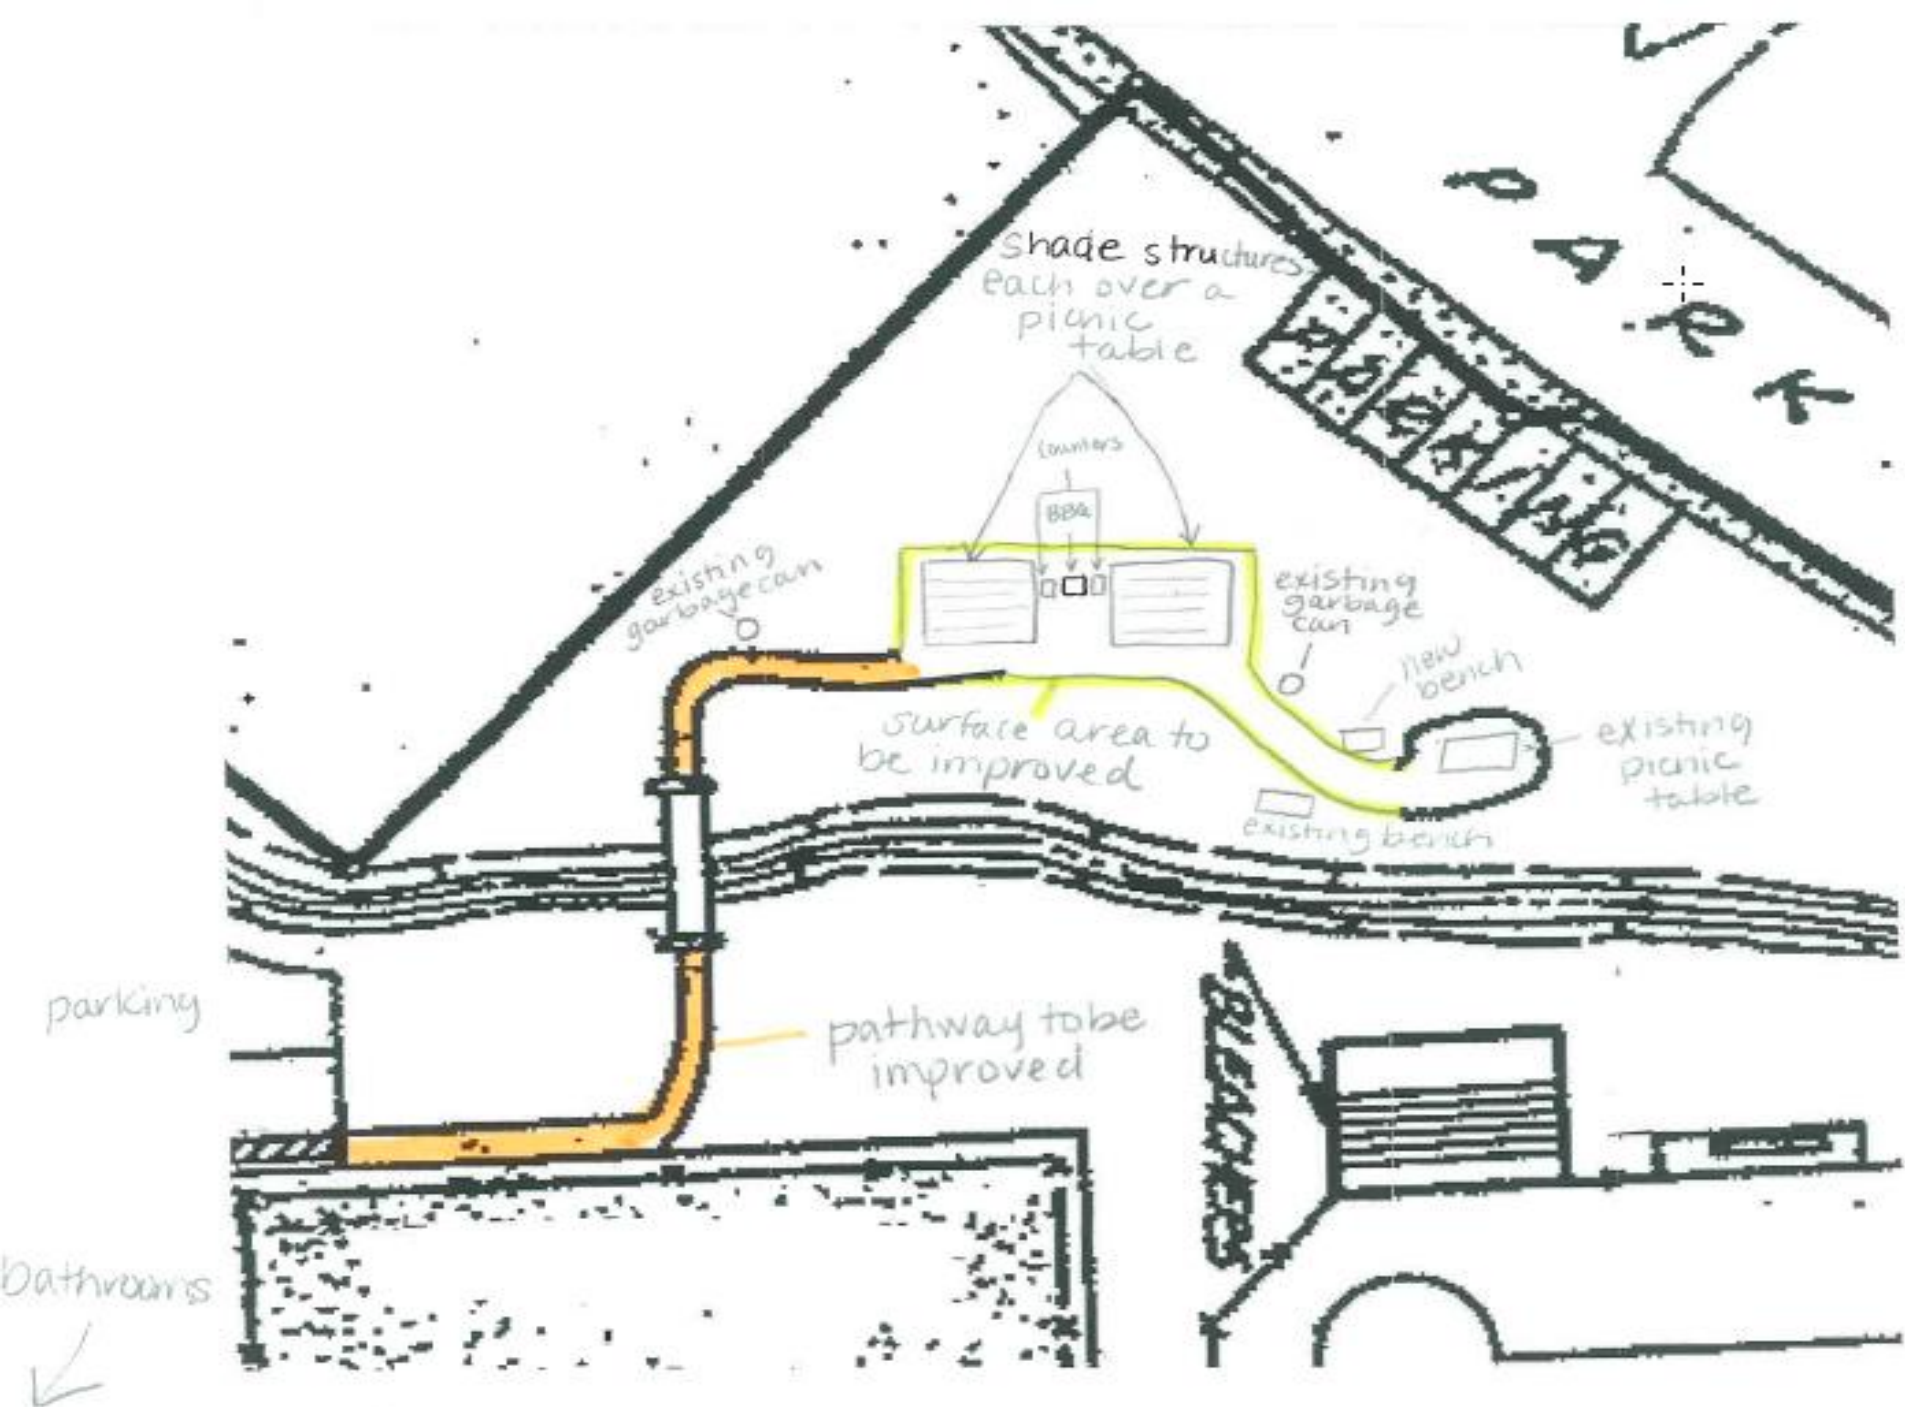 PARK
shade structures
each over a
picnic
table
PARKING
counters
BBQ
existing
garbage can
existing
garbage
can
new
bench
surface area to
be improved
existing
picnic
table
existing bench
parking
pathway to be
improved
BLEACHERS
bathrooms